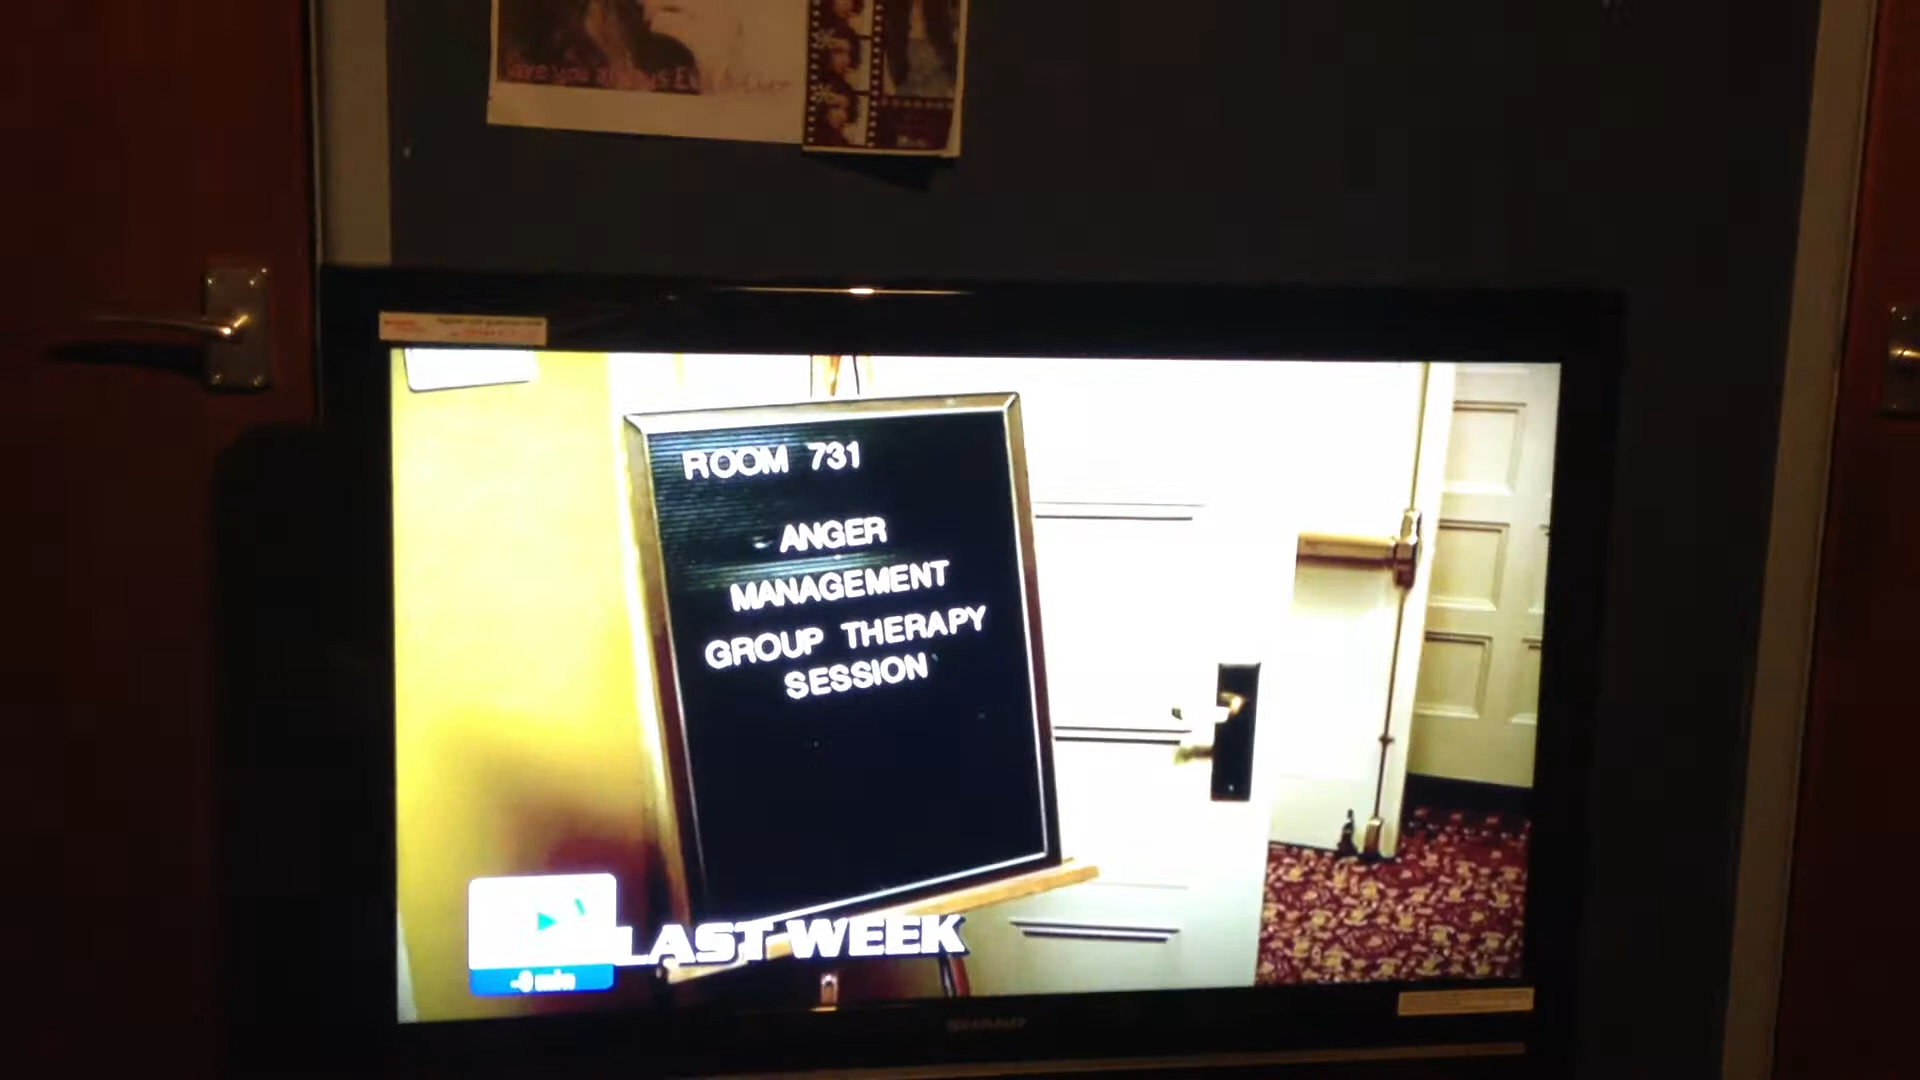 ROOM 731
ANGER
MANAGEMENT
GROUP THERAPY
SESSION
LAST WEEK